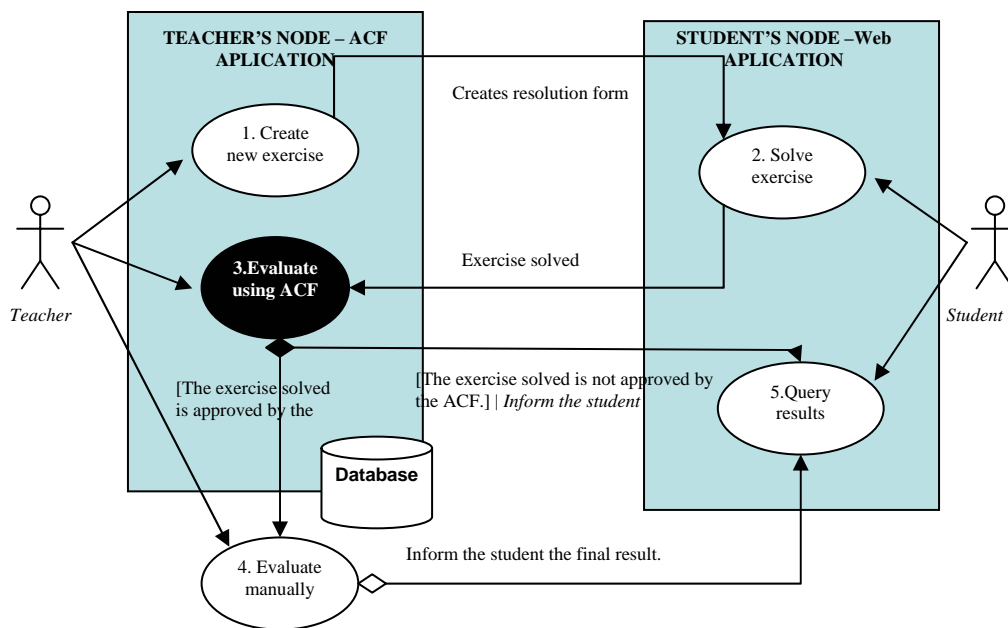 TEACHER'S NODE – ACF
APLICATION
STUDENT'S NODE –Web
APLICATION
Creates resolution form
1. Create
new exercise
2. Solve
exercise
Exercise solved
3.Evaluate
using ACF
Teacher
Student
[The exercise solved
is approved by the
[The exercise solved is not approved by
the ACF.] | Inform the student
5.Query
results
Database
4. Evaluate
manually
Inform the student the final result.